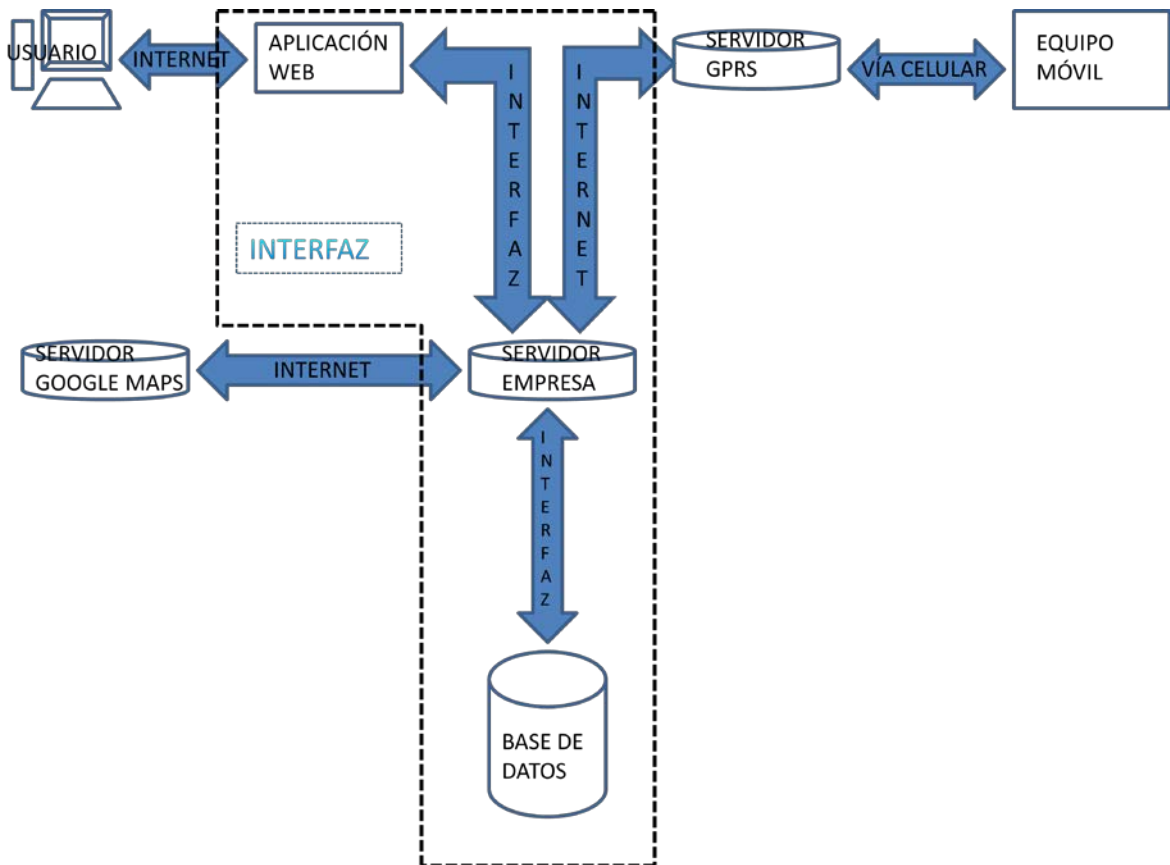 USUARIO
INTERNET
APLICACIÓN
WEB
INTERFAZ
INTERNET
SERVIDOR
GPRS
VÍA CELULAR
EQUIPO
MÓVIL
INTERFAZ
SERVIDOR
GOOGLE MAPS
INTERNET
SERVIDOR
EMPRESA
INTERFAZ
BASE DE
DATOS